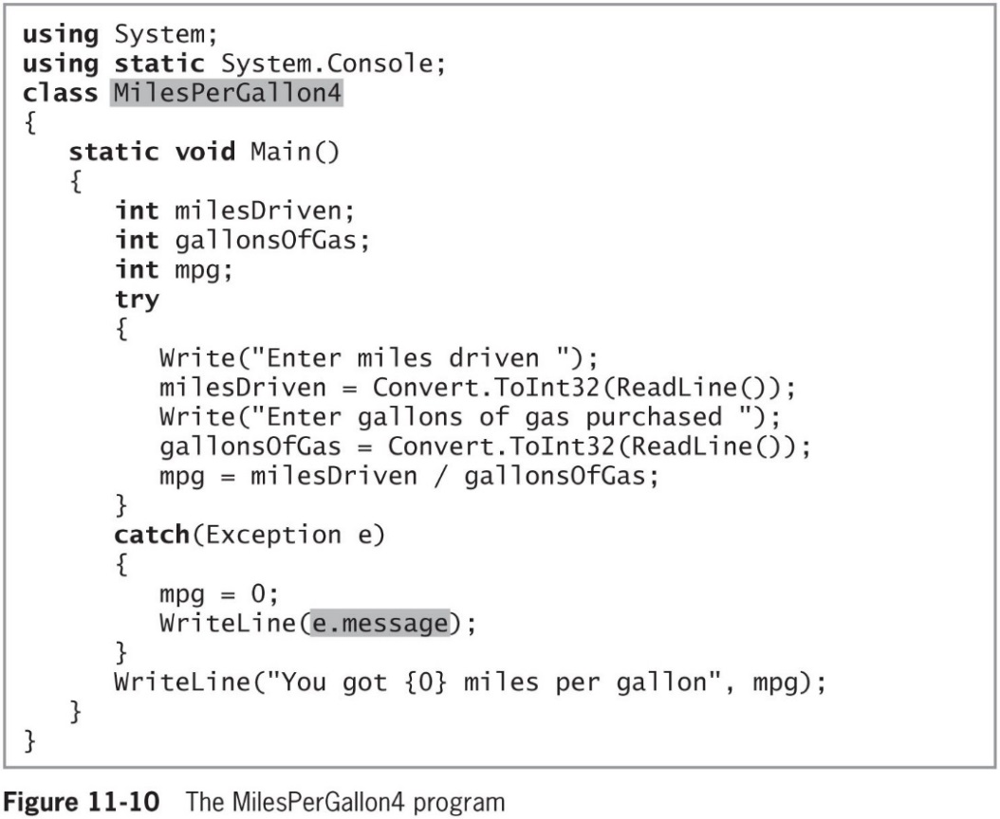 using System;
using static System.Console;
class MilesPerGallon4
{
   static void Main()
   {
      int milesDriven;
      int gallonsOfGas;
      int mpg;
      try
      {
         Write("Enter miles driven ");
         milesDriven = Convert.ToInt32(ReadLine());
         Write("Enter gallons of gas purchased ");
         gallonsOfGas = Convert.ToInt32(ReadLine());
         mpg = milesDriven / gallonsOfGas;
      }
      catch(Exception e)
      {
         mpg = 0;
         WriteLine(e.message);
      }
      WriteLine("You got {0} miles per gallon", mpg);
   }
}
Figure 11-10 The MilesPerGallon4 program